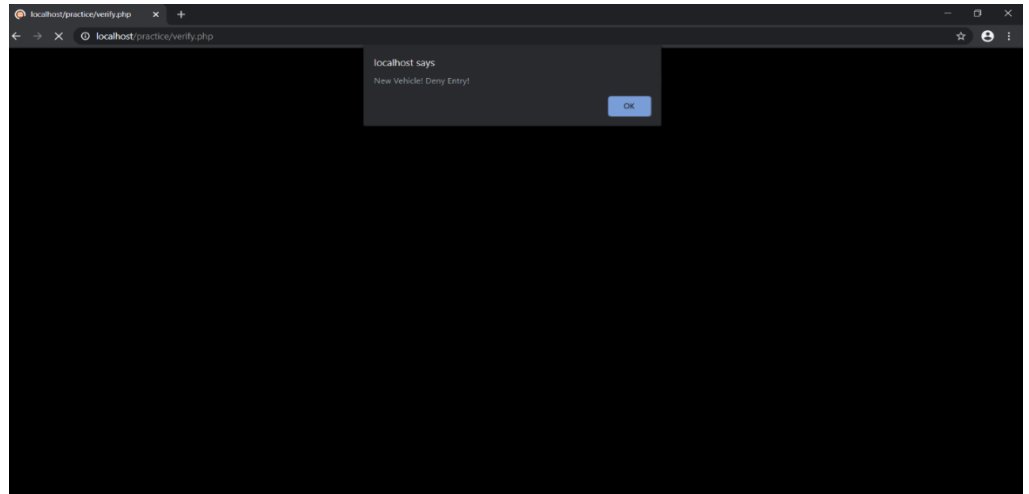 localhost/practice/verify.php
localhost/practice/verify.php
localhost says
New Vehicle! Deny Entry!
OK